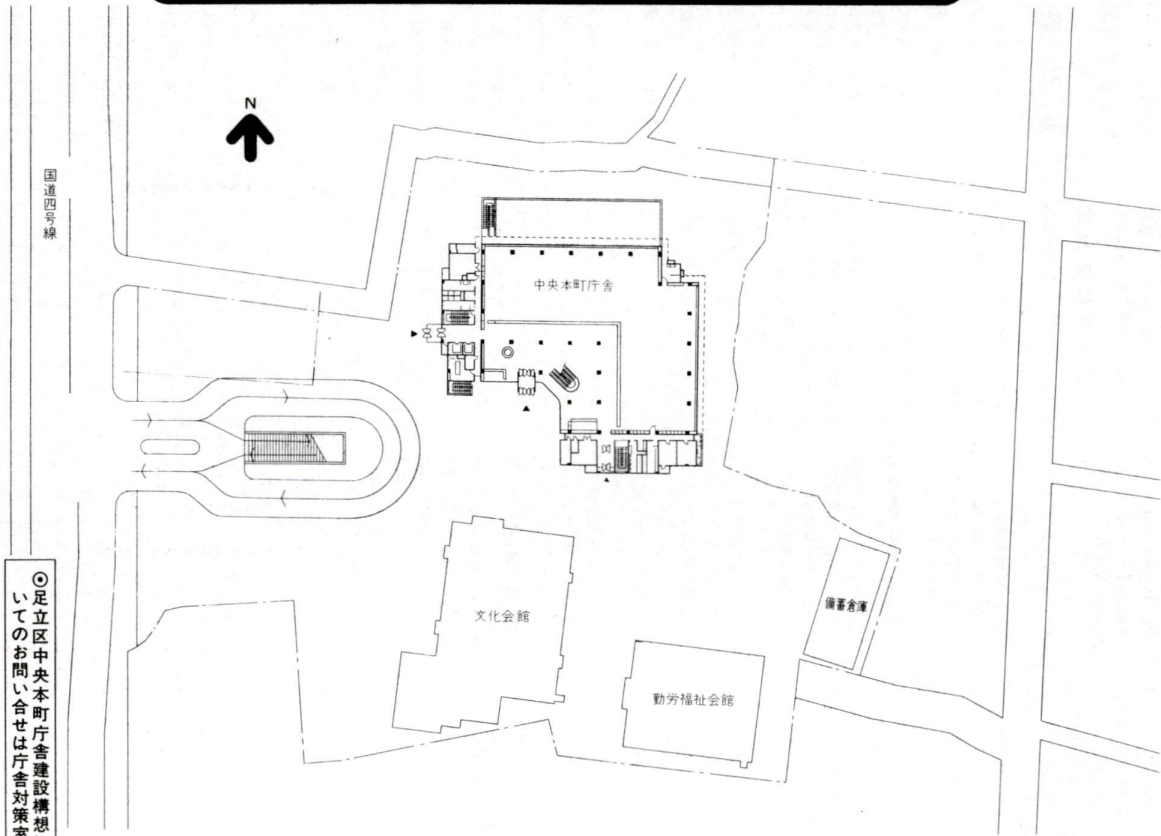 N
国道四号線
中央本町庁舎
文化会館
備蓄倉庫
勤労福祉会館
◉足立区中央本町庁舎建設構想
いてのお問い合せは庁舎対策室